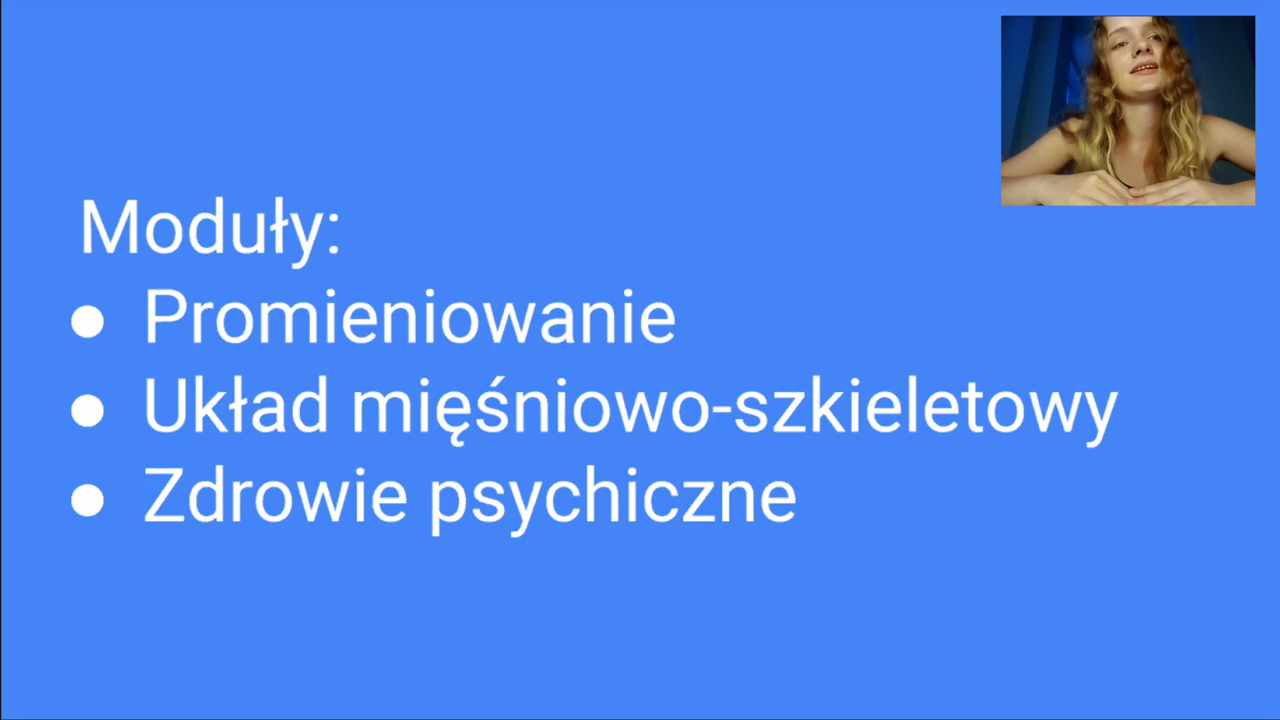 Moduły:
● Promieniowanie
● Układ mięśniowo-szkieletowy
● Zdrowie psychiczne